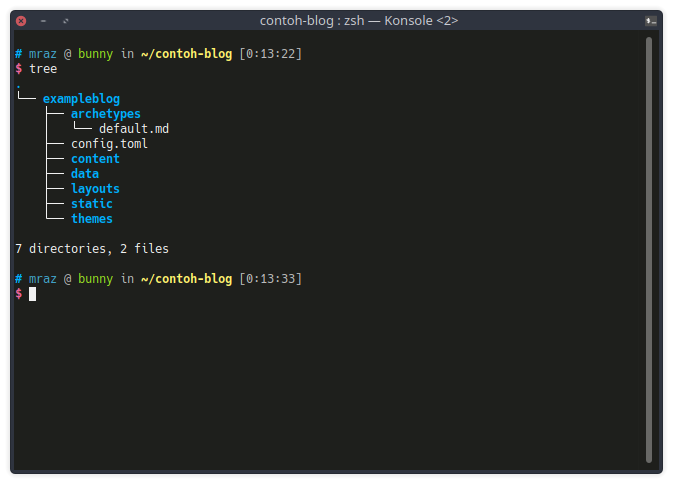 contoh-blog : zsh — Konsole <2>
# mraz @ bunny in ~/contoh-blog [0:13:22]
$ tree
.
└── exampleblog
    ├── archetypes
    │   └── default.md
    ├── config.toml
    ├── content
    ├── data
    ├── layouts
    ├── static
    └── themes
7 directories, 2 files
# mraz @ bunny in ~/contoh-blog [0:13:33]
$